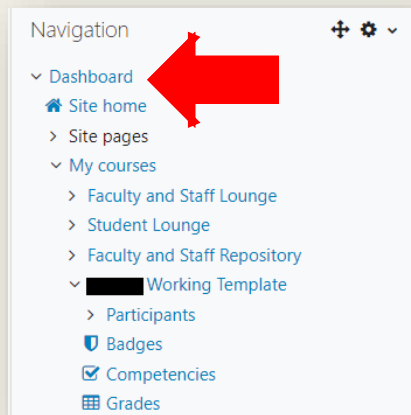 Navigation
Dashboard
Site home
Site pages
My courses
Faculty and Staff Lounge
Student Lounge
Faculty and Staff Repository
Working Template
Participants
Badges
Competencies
Grades